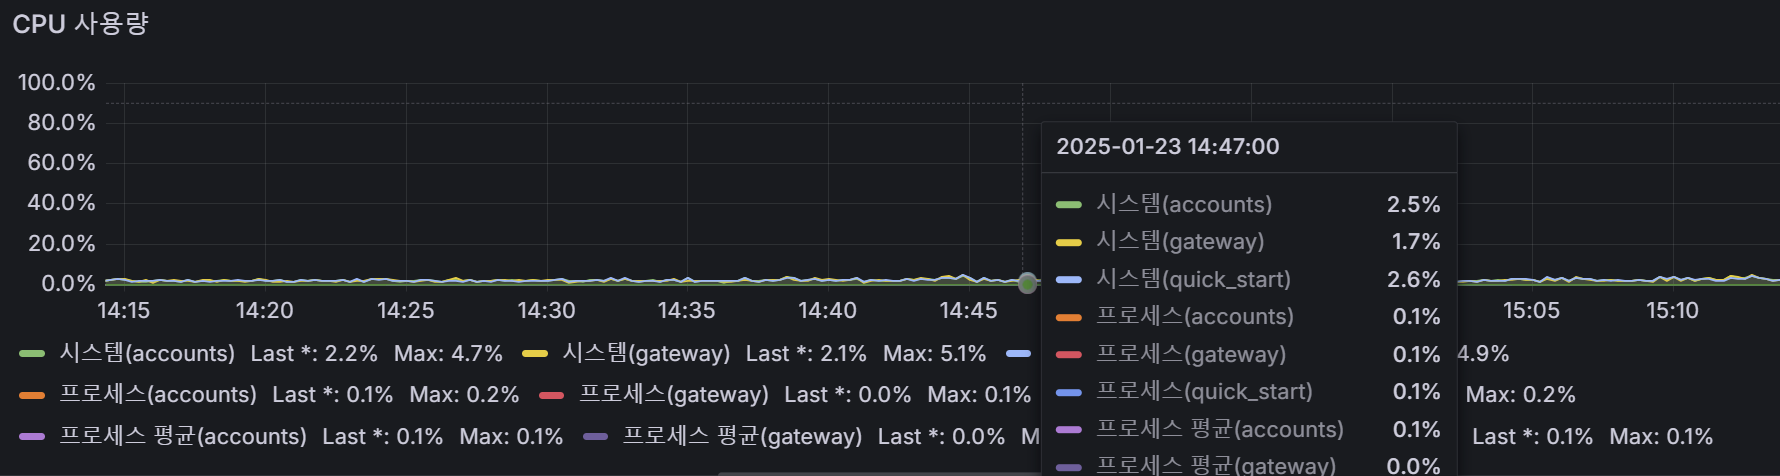 CPU 사용량
100.0%
80.0%
60.0%
40.0%
20.0%
0.0%
14:15 14:20 14:25 14:30 14:35 14:40 14:45 15:05 15:10
2025-01-23 14:47:00
시스템(accounts) 2.5%
시스템(gateway) 1.7%
시스템(quick_start) 2.6%
프로세스(accounts) 0.1%
프로세스(gateway) 0.1%
프로세스(quick_start) 0.1%
프로세스 평균(accounts) 0.1%
프로세스 평균(gateway) 0.0%
시스템(accounts) Last *: 2.2% Max: 4.7% 시스템(gateway) Last *: 2.1% Max: 5.1% 4.9%
프로세스(accounts) Last *: 0.1% Max: 0.2% 프로세스(gateway) Last *: 0.0% Max: 0.1% Max: 0.2%
프로세스 평균(accounts) Last *: 0.1% Max: 0.1% 프로세스 평균(gateway) Last *: 0.0% M Last *: 0.1% Max: 0.1%